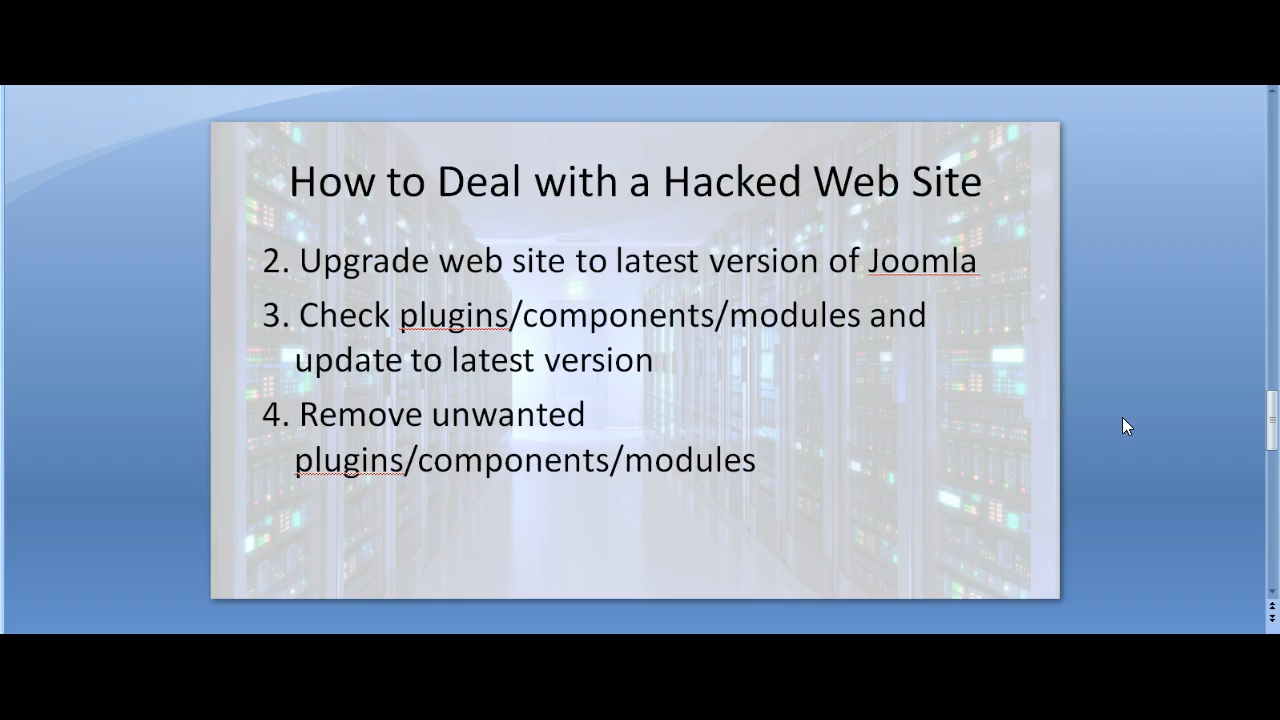 How to Deal with a Hacked Web Site
2. Upgrade web site to latest version of Joomla
3. Check plugins/components/modules and
update to latest version
4. Remove unwanted
plugins/components/modules